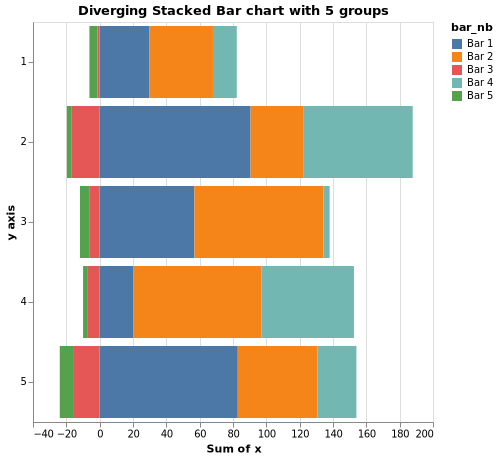 Diverging Stacked Bar chart with 5 groups
bar_nb
Bar 1
Bar 2
Bar 3
Bar 4
Bar 5
y axis
1
2
3
4
5
−40 −20 0 20 40 60 80 100 120 140 160 180 200
Sum of x